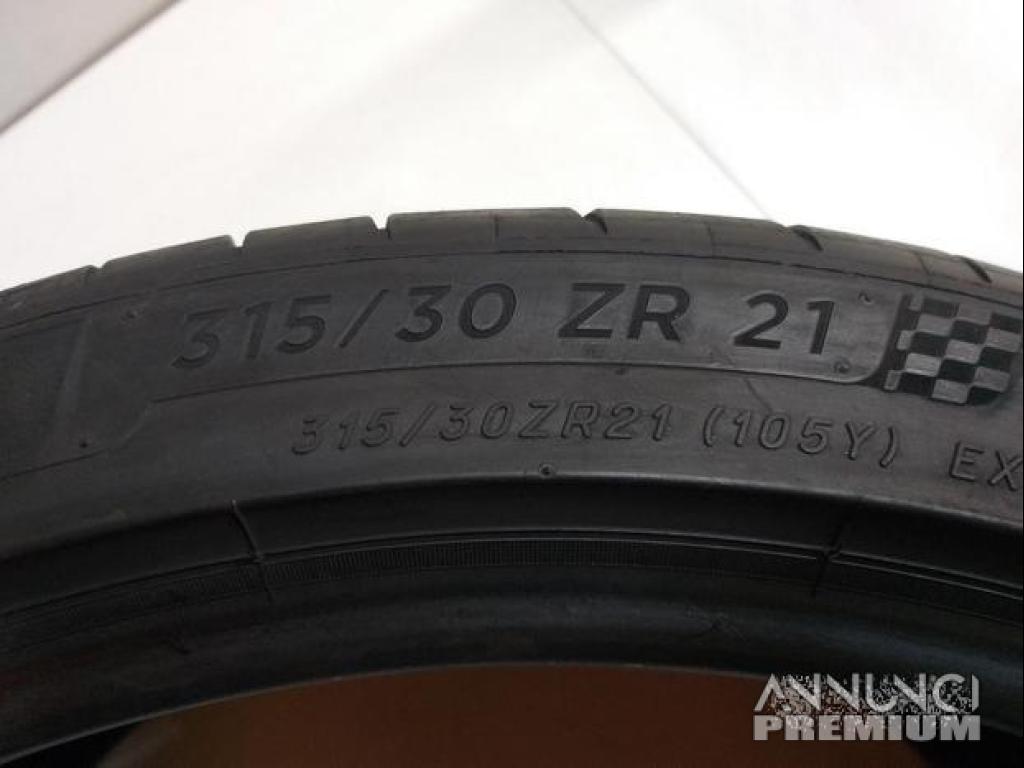 315/30 ZR 21
315/30ZR21 (105Y) EX
ANNUNCI
PREMIUM